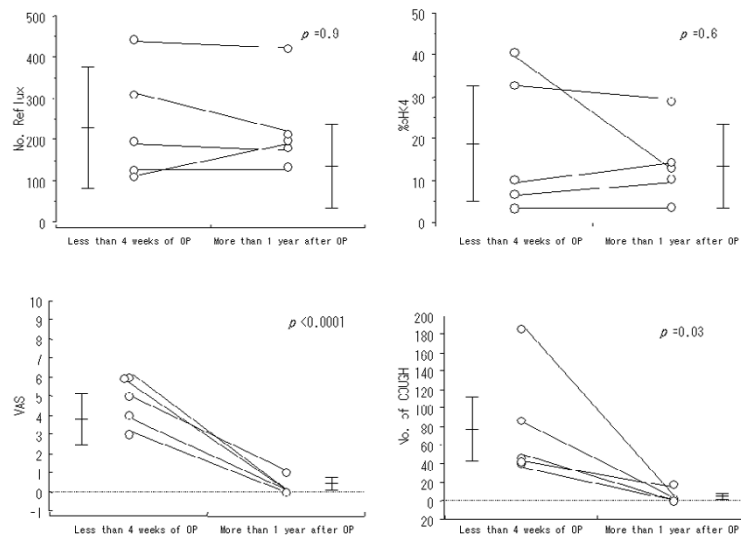 500
400
300
200
100
0
No. Reflux
p =0.9
Less than 4 weeks of OP
More than 1 year after OP
50
40
30
20
10
0
%pH<4
p =0.6
Less than 4 weeks of OP
More than 1 year after OP
10
9
8
7
6
5
4
3
2
1
0
-1
VAS
p <0.0001
Less than 4 weeks of OP
More than 1 year after OP
200
180
160
140
120
100
80
60
40
20
0
20
No. of COUGH
p =0.03
Less than 4 weeks of OP
More than 1 year after OP